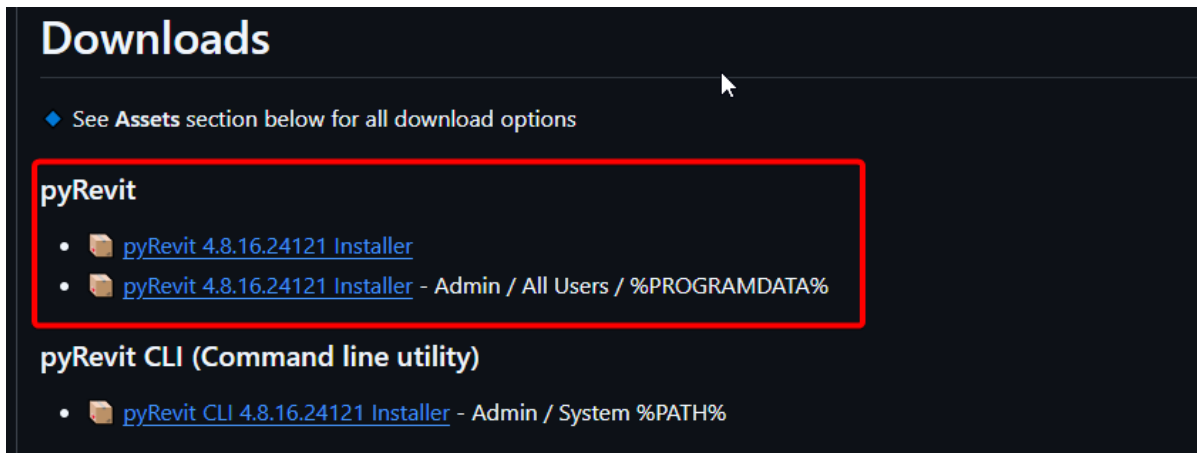 Downloads
See Assets section below for all download options
pyRevit
pyRevit 4.8.16.24121 Installer
pyRevit 4.8.16.24121 Installer - Admin / All Users / %PROGRAMDATA%
pyRevit CLI (Command line utility)
pyRevit CLI 4.8.16.24121 Installer - Admin / System %PATH%